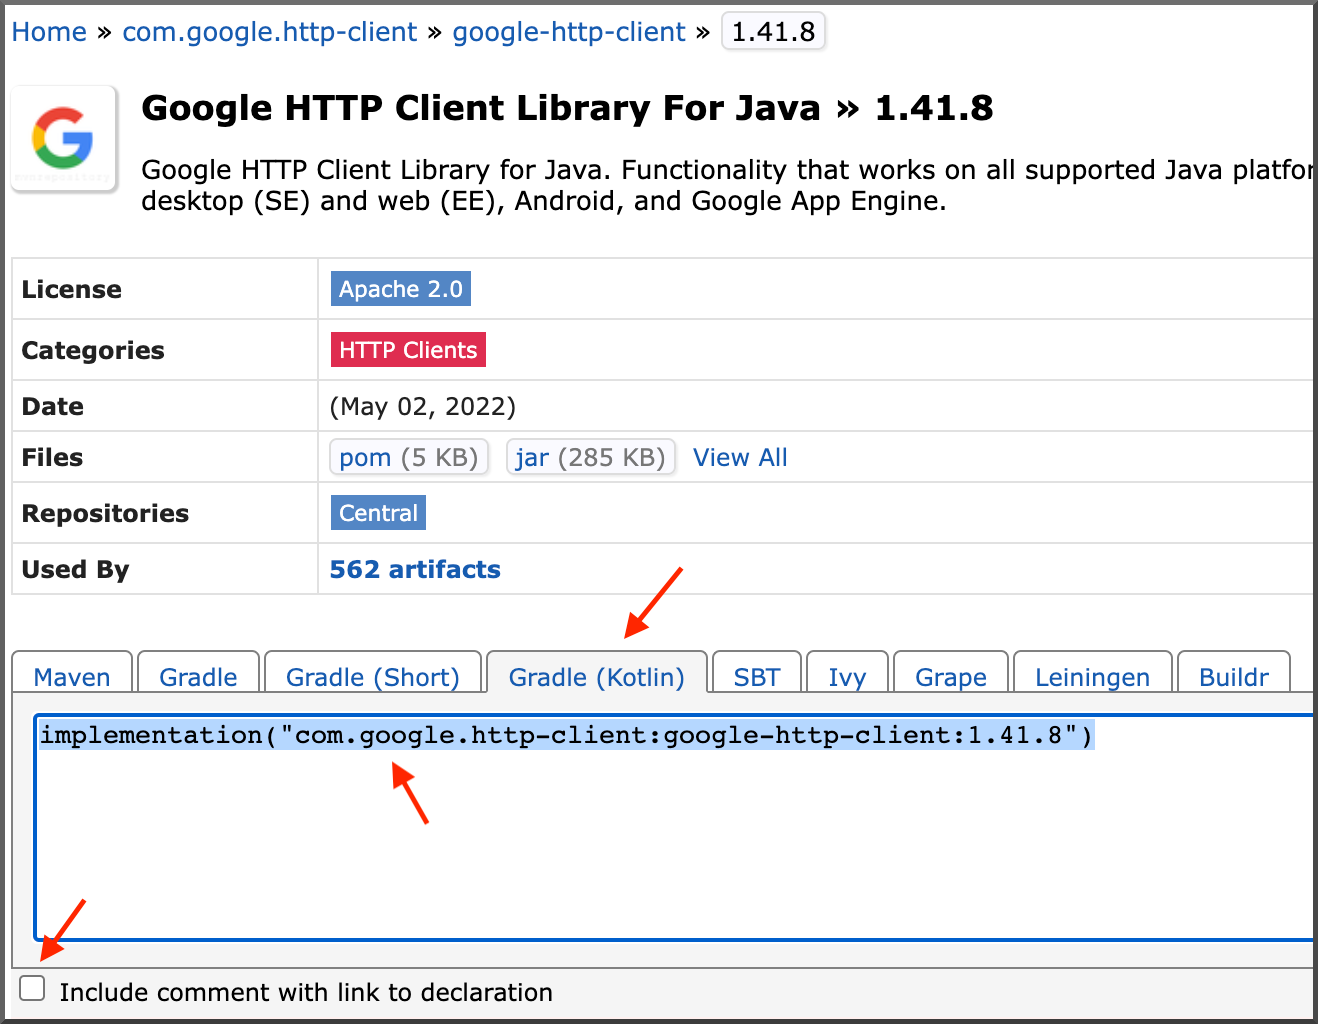 Home » com.google.http-client » google-http-client » 1.41.8
Google HTTP Client Library For Java » 1.41.8
Google HTTP Client Library for Java. Functionality that works on all supported Java
desktop (SE) and web (EE), Android, and Google App Engine.
License Apache 2.0
Categories HTTP Clients
Date (May 02, 2022)
Files pom (5 KB) jar (285 KB) View All
Repositories Central
Used By 562 artifacts
Maven Gradle Gradle (Short) Gradle (Kotlin) SBT Ivy Grape Leiningen Buildr
implementation("com.google.http-client:google-http-client:1.41.8")
Include comment with link to declaration